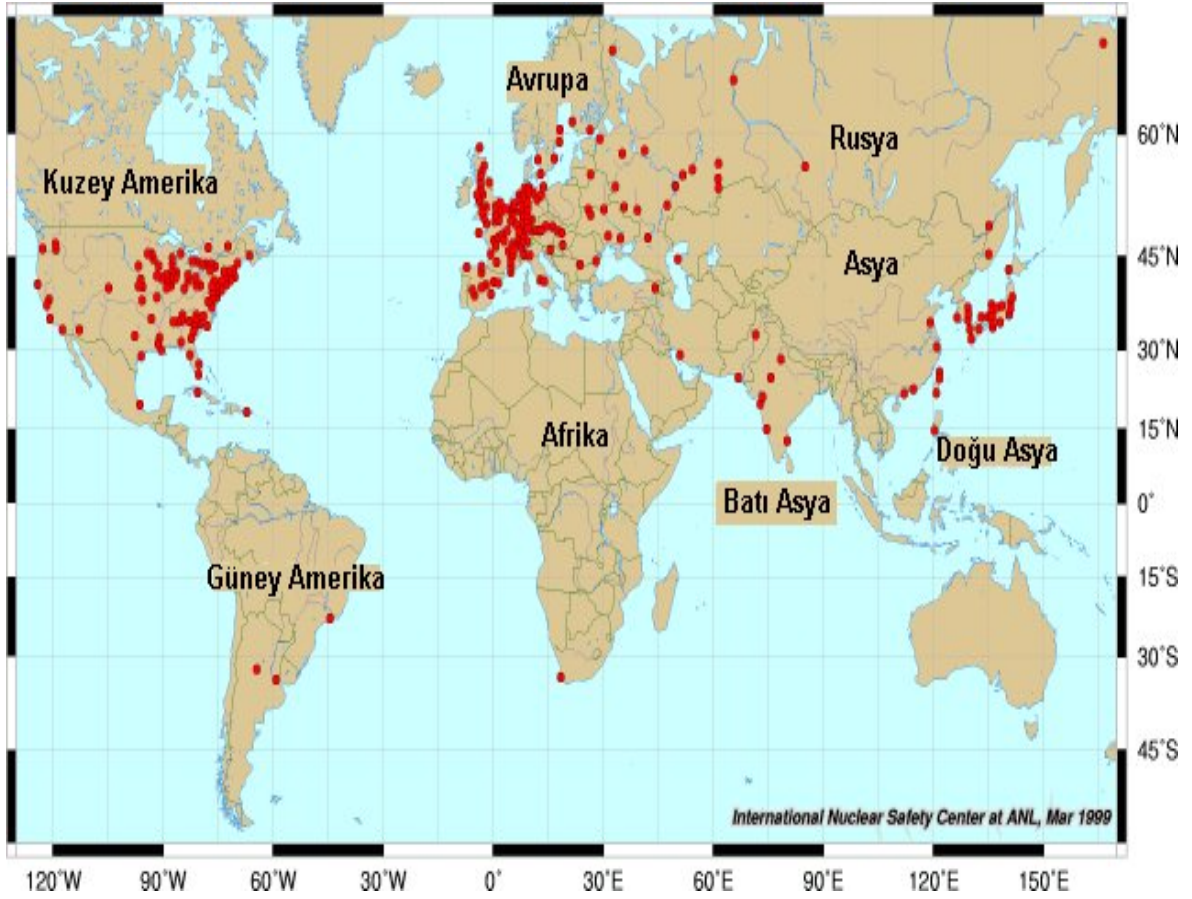 Avrupa
Rusya
Kuzey Amerika
Asya
Afrika
Doğu Asya
Batı Asya
Güney Amerika
International Nuclear Safety Center at ANL, Mar 1999
60°N
45°N
30°N
15°N
0°
15°S
30°S
45°S
120°W 90°W 60°W 30°W 0° 30°E 60°E 90°E 120°E 150°E